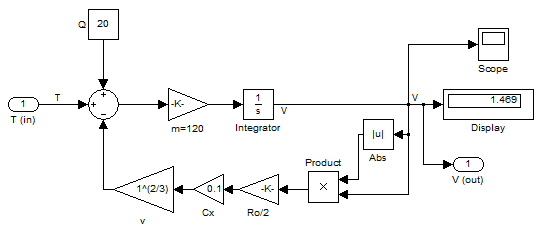 Q
20
1
T
T (in)
-K-
m=120
1
s
Integrator
V
V
Scope
1.469
Display
|u|
Abs
1
V (out)
Product
×
-K-
Ro/2
0.1
Cx
1^(2/3)
v